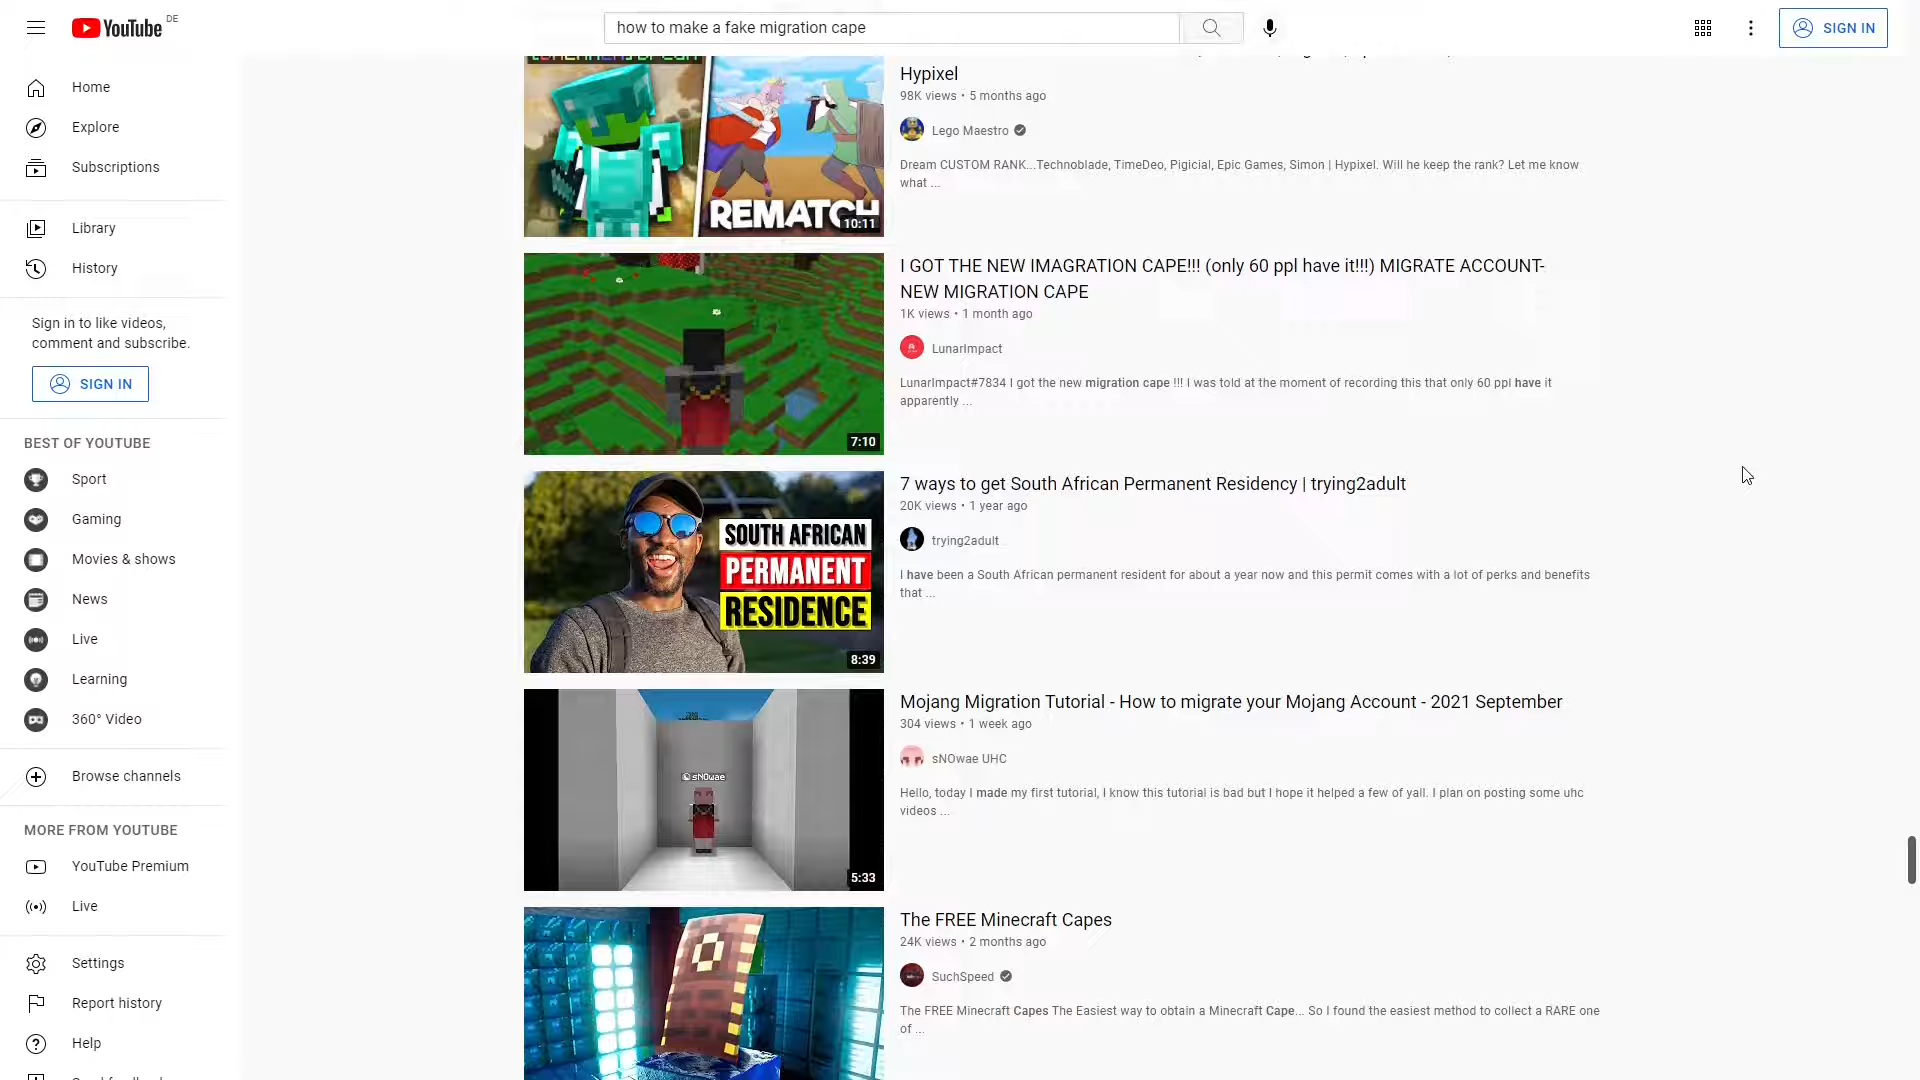 YouTube
DE
how to make a fake migration cape
SIGN IN
Home
Explore
Subscriptions
Library
History
Sign in to like videos,
comment and subscribe.
SIGN IN
BEST OF YOUTUBE
Sport
Gaming
Movies & shows
News
Live
Learning
360° Video
Browse channels
MORE FROM YOUTUBE
YouTube Premium
Live
Settings
Report history
Help
REMATCH
10:11
Hypixel
98K views • 5 months ago
Lego Maestro
Dream CUSTOM RANK...Technoblade, TimeDeo, Pigicial, Epic Games, Simon | Hypixel. Will he keep the rank? Let me know
what ...
7:10
I GOT THE NEW IMAGRATION CAPE!!! (only 60 ppl have it!!!) MIGRATE ACCOUNT-
NEW MIGRATION CAPE
1K views • 1 month ago
LunarImpact
LunarImpact#7834 I got the new migration cape !!! I was told at the moment of recording this that only 60 ppl have it
apparently ...
SOUTH AFRICAN
PERMANENT
RESIDENCE
8:39
7 ways to get South African Permanent Residency | trying2adult
20K views • 1 year ago
trying2adult
I have been a South African permanent resident for about a year now and this permit comes with a lot of perks and benefits
that ...
sNOwae
5:33
Mojang Migration Tutorial - How to migrate your Mojang Account - 2021 September
304 views • 1 week ago
sNOwae UHC
Hello, today I made my first tutorial, I know this tutorial is bad but I hope it helped a few of yall. I plan on posting some uhc
videos ...
The FREE Minecraft Capes
24K views • 2 months ago
SuchSpeed
The FREE Minecraft Capes The Easiest way to obtain a Minecraft Cape... So I found the easiest method to collect a RARE one
of ...